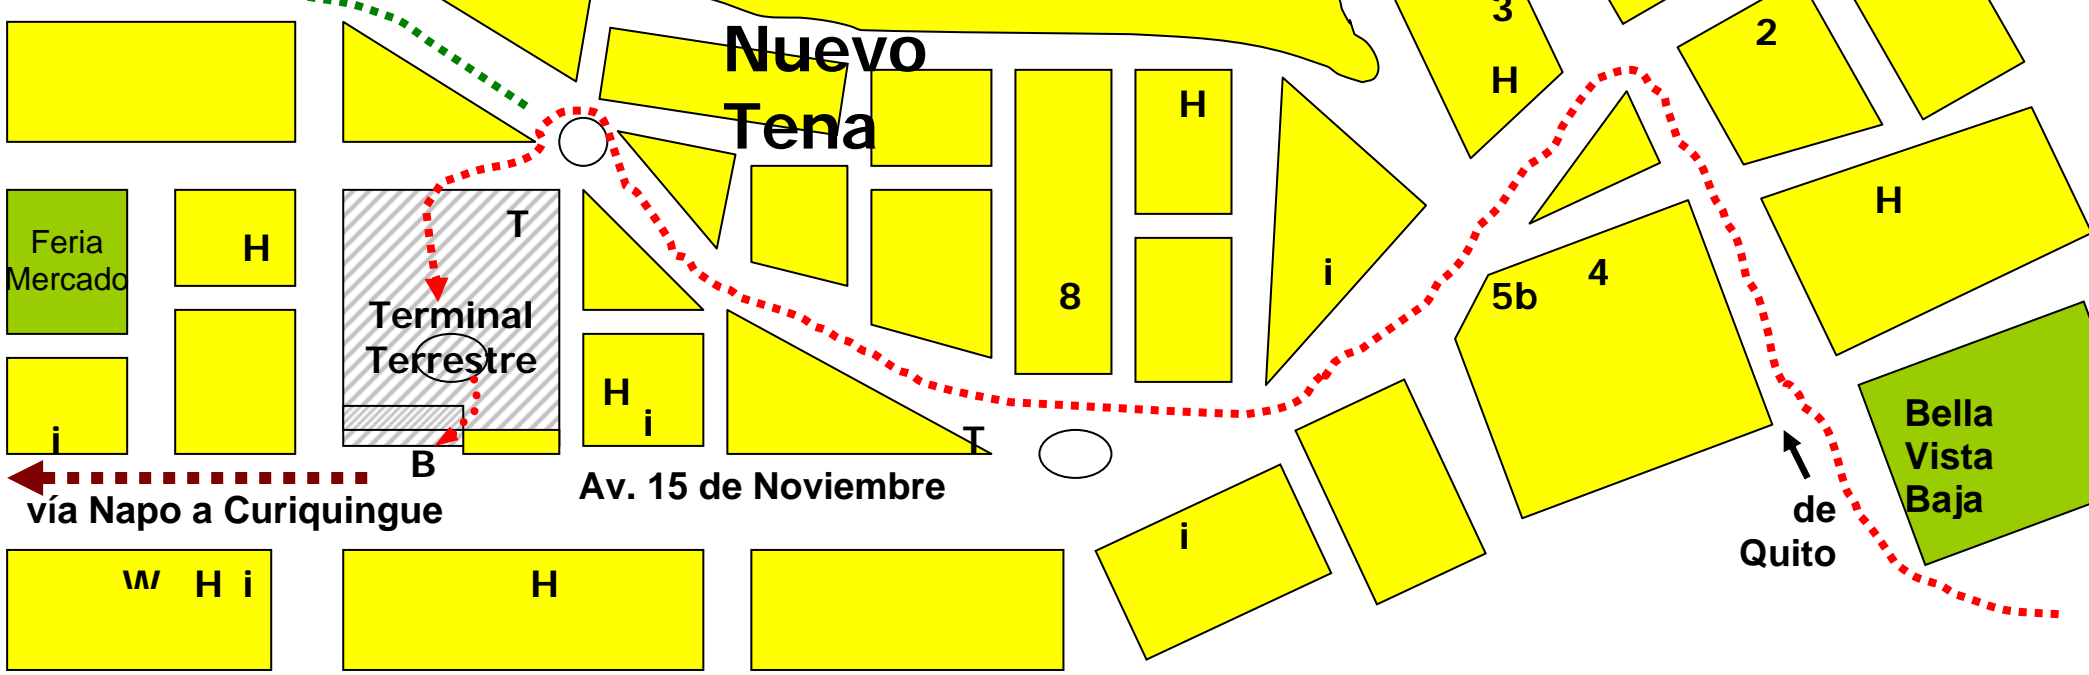 3
2
Nuevo
Tena
H
H
H
T
Feria
Mercado
H
i
4
5b
8
Terminal
Terrestre
H
i
i
T
B
Bella
Vista
Baja
Av. 15 de Noviembre
vía Napo a Curiquingue
de
Quito
i
W H i
H